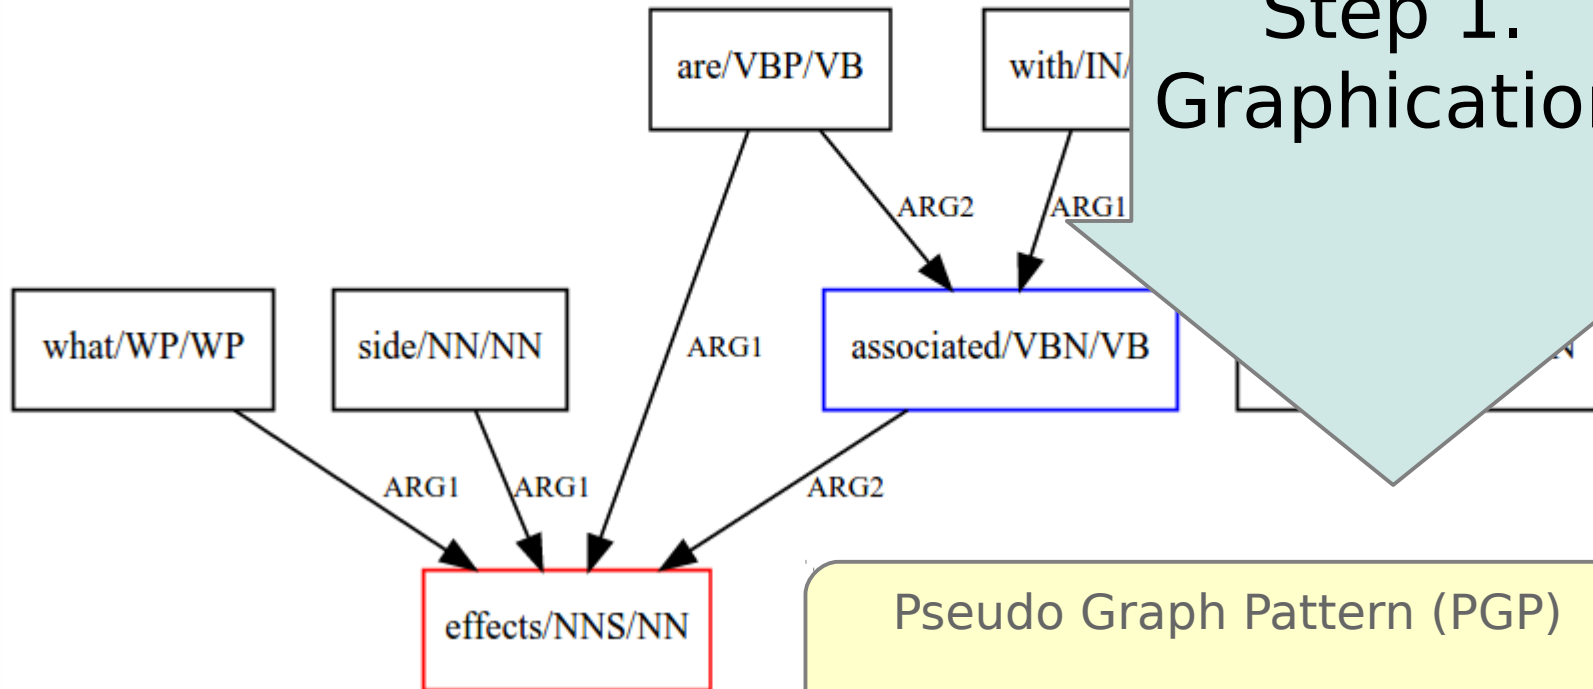 Step 1.
Graphication
are/VBP/VB
with/IN/
ARG2
ARG1
what/WP/WP
side/NN/NN
ARG1
associated/VBN/VB
ARG1
ARG1
ARG2
effects/NNS/NN
Pseudo Graph Pattern (PGP)